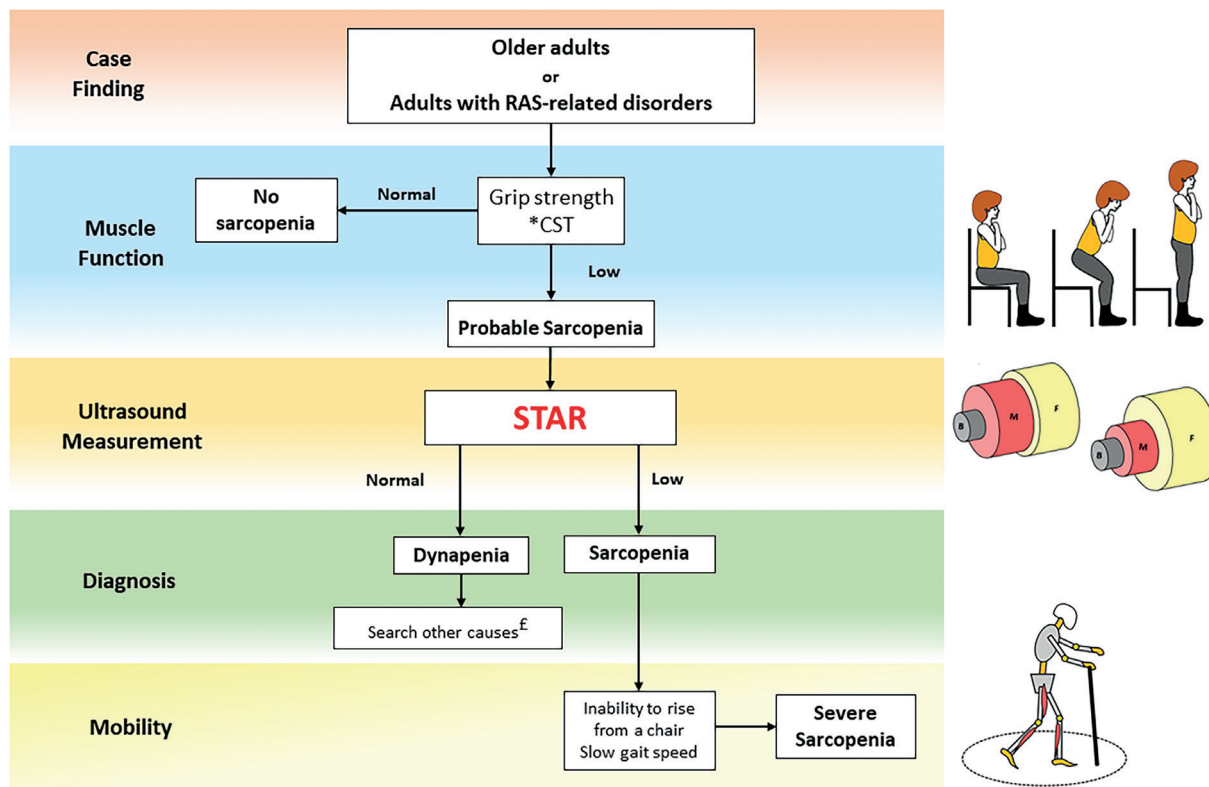 Case
Finding
Older adults
or
Adults with RAS-related disorders
Muscle
Function
No
sarcopenia
Normal
Grip strength
*CST
Low
Probable Sarcopenia
Ultrasound
Measurement
STAR
B
M
F
B
M
F
Normal
Low
Diagnosis
Dynapenia
Sarcopenia
Search other causes£
Mobility
Inability to rise
from a chair
Slow gait speed
Severe
Sarcopenia